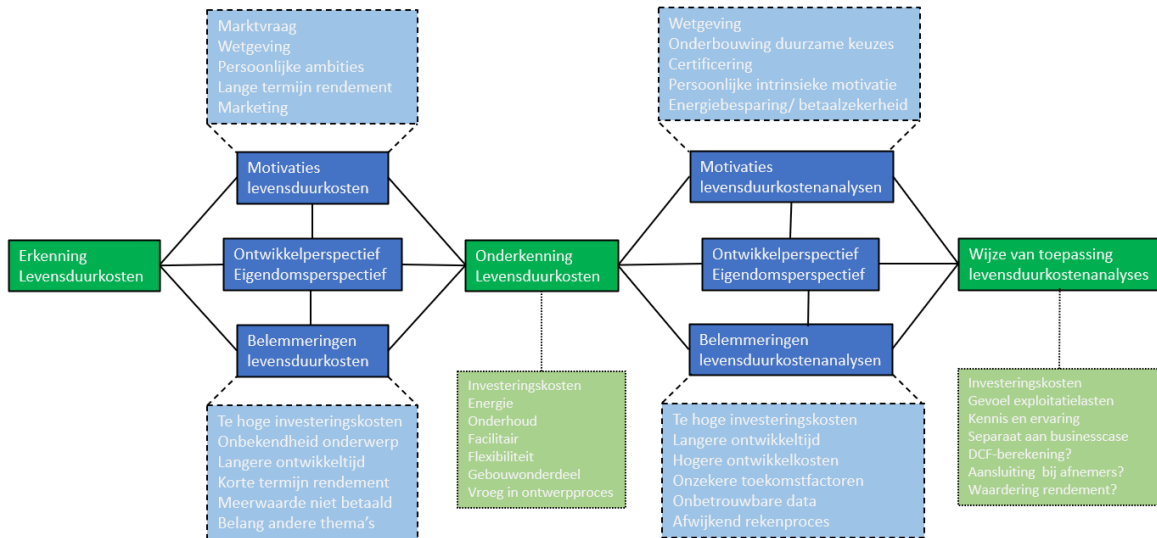 Marktvraag
Wetgeving
Persoonlijke ambities
Lange termijn rendement
Marketing
Wetgeving
Onderbouwing duurzame keuzes
Certificering
Persoonlijke intrinsieke motivatie
Energiebesparing/ betaalzekerheid
Motivaties
levensduurkosten
Motivaties
levensduurkostenanalysen
Erkenning
Levensduurkosten
Ontwikkelperspectief
Eigendomsperspectief
Onderkenning
Levensduurkosten
Ontwikkelperspectief
Eigendomsperspectief
Wijze van toepassing
levensduurkostenanalyses
Belemmeringen
levensduurkosten
Belemmeringen
levensduurkostenanalysen
Te hoge investeringskosten
Onbekendheid onderwerp
Langere ontwikkeltijd
Korte termijn rendement
Meerwaarde niet betaald
Belang andere thema's
Investeringskosten
Energie
Onderhoud
Facilitair
Flexibiliteit
Gebouwonderdeel
Vroeg in ontwerpproces
Te hoge investeringskosten
Langere ontwikkeltijd
Hogere ontwikkelkosten
Onzekere toekomstfactoren
Onbetrouwbare data
Afwijkend rekenproces
Investeringskosten
Gevoel exploitatielasten
Kennis en ervaring
Separaat aan businesscase
DCF-berekening?
Aansluiting bij afnemers?
Waardering rendement?